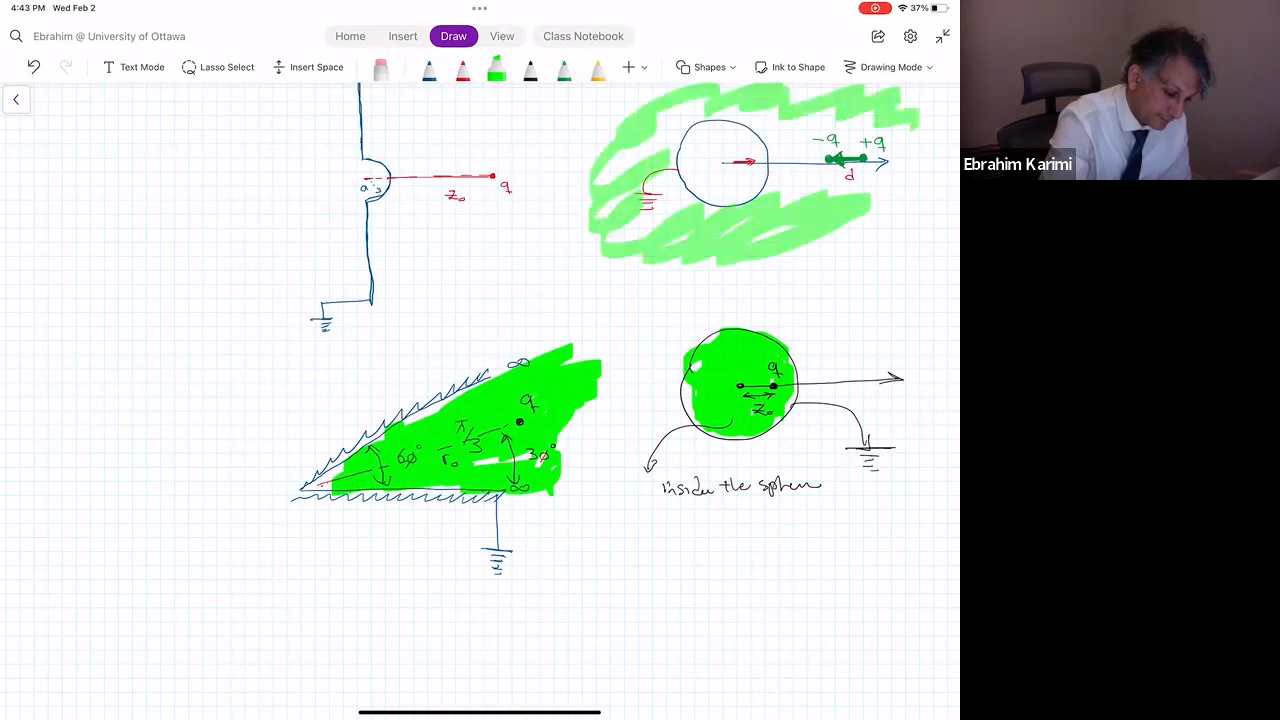 4:43 PM Wed Feb 2
37%
Ebrahim @ University of Ottawa
Home Insert Draw View Class Notebook
Text Mode Lasso Select Insert Space Shapes Ink to Shape Drawing Mode
-q +q
d
a
z₀ q
∞
q
π/3
60° r₀ 30°
∞
q
z₀
inside the sphere
Ebrahim Karimi